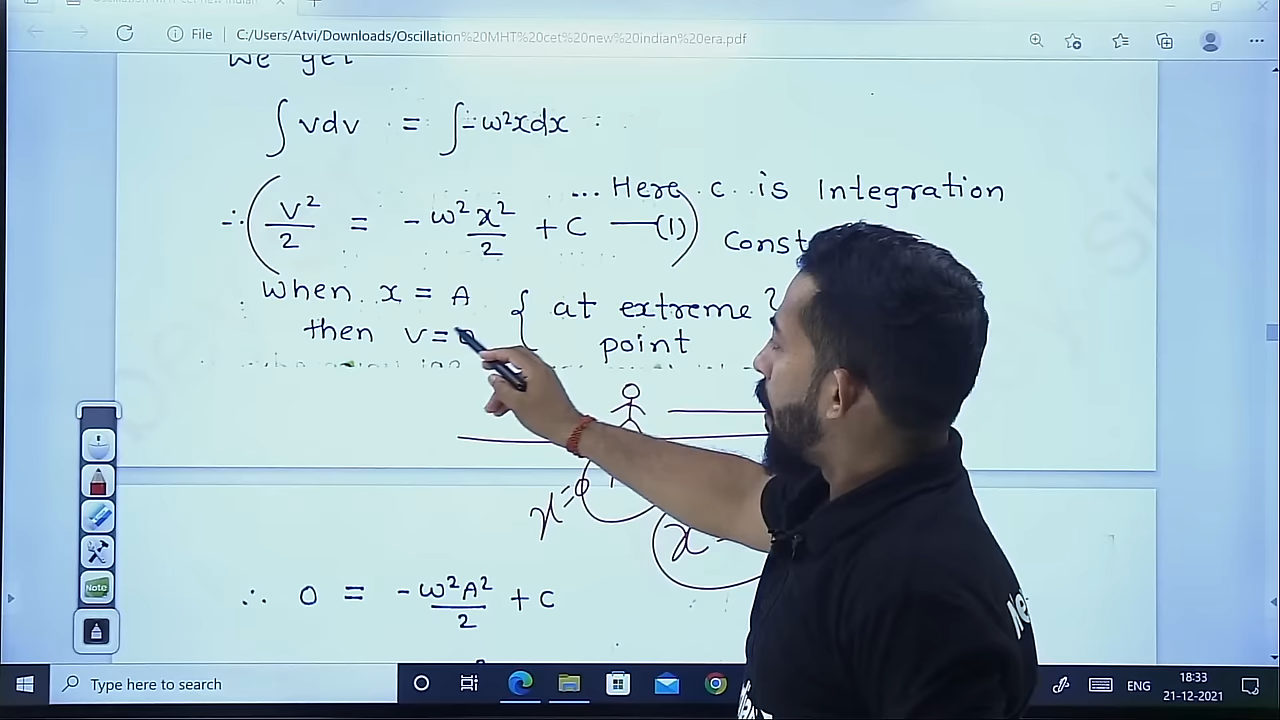 File C:/Users/Atvi/Downloads/Oscillation%20MHT%20cet%20new%20indian%20era.pdf
we get
∫ vdv = ∫ -ω²xdx
... Here c is Integration
∴ ( v²/2 = -ω²x²/2 + C —(1) )
when x = A { at extreme
then v=0 point
x=0
x
∴ 0 = -ω²A²/2 + C
Note
Type here to search
ENG
18:33
21-12-2021